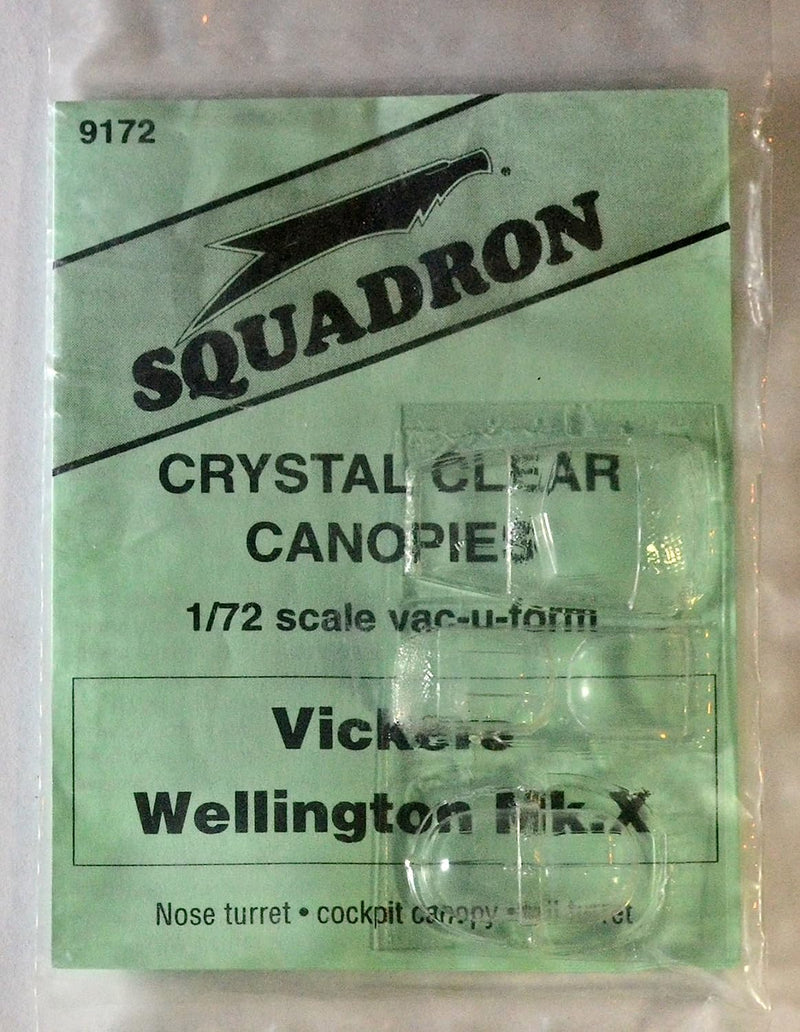 9172
SQUADRON
CRYSTAL CLEAR
CANOPIES
1/72 scale vac-u-form
Vickers
Wellington Mk.X
Nose turret • cockpit canopy • tail turret